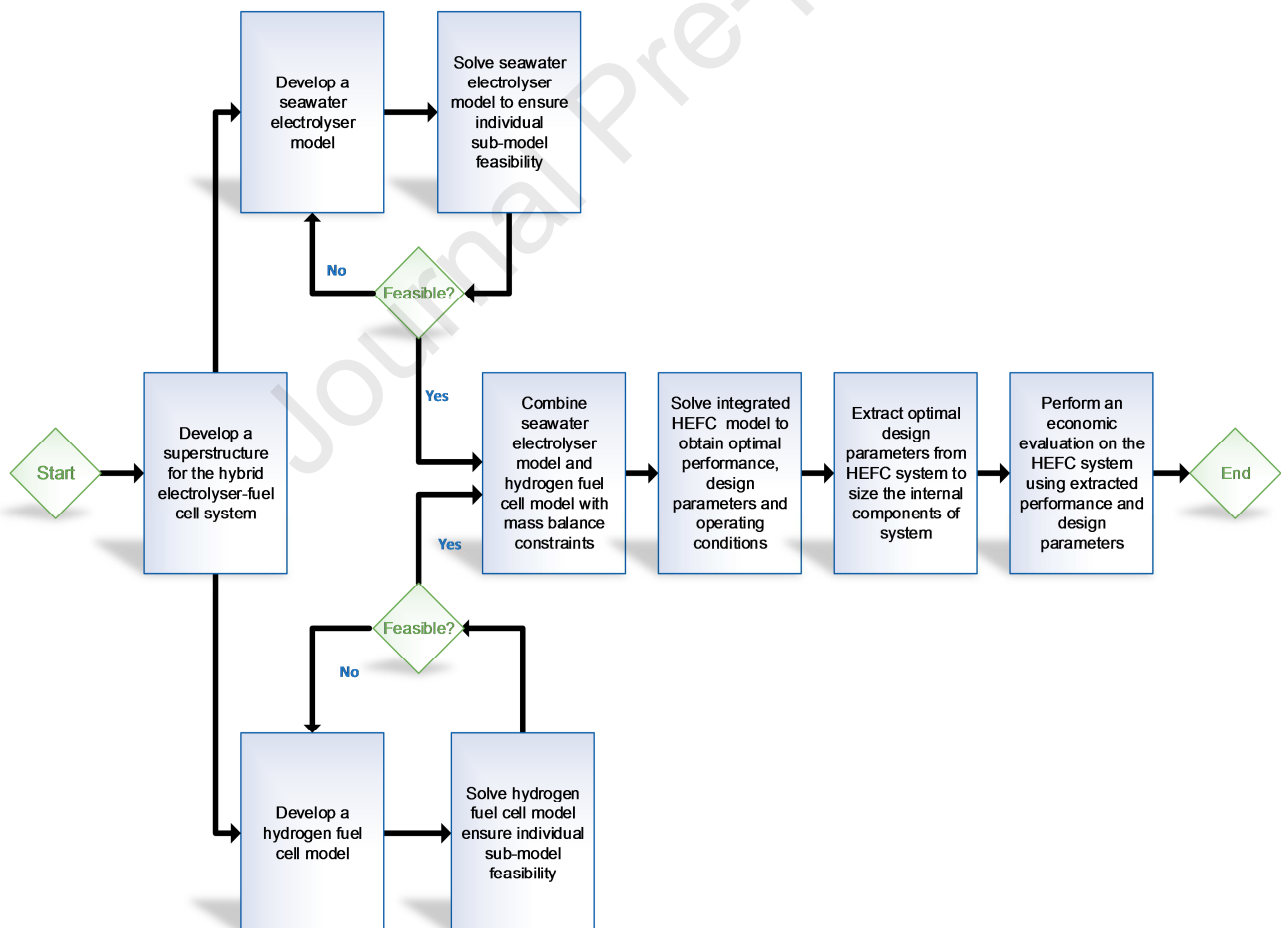 Journal Pre-
Develop a
seawater
electrolyser
model
Solve seawater
electrolyser
model to ensure
individual
sub-model
feasibility
No
Feasible?
Yes
Start
Develop a
superstructure
for the hybrid
electrolyser-fuel
cell system
Combine
seawater
electrolyser
model and
hydrogen fuel
cell model with
mass balance
constraints
Solve integrated
HEFC model to
obtain optimal
performance,
design
parameters and
operating
conditions
Extract optimal
design
parameters from
HEFC system to
size the internal
components of
system
Perform an
economic
evaluation on the
HEFC system
using extracted
performance and
design
parameters
End
Yes
Feasible?
No
Develop a
hydrogen fuel
cell model
Solve hydrogen
fuel cell model
ensure individual
sub-model
feasibility